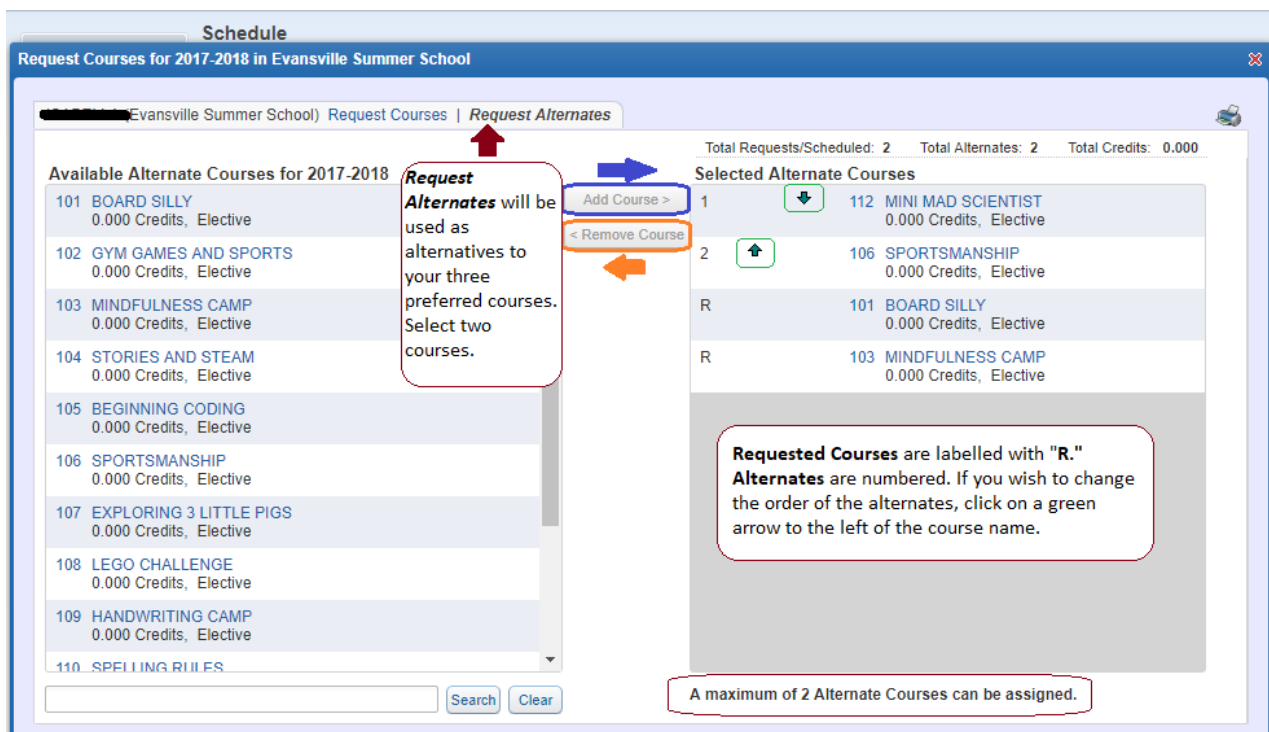 Schedule
Request Courses for 2017-2018 in Evansville Summer School
(Evansville Summer School) Request Courses | Request Alternates
Total Requests/Scheduled: 2 Total Alternates: 2 Total Credits: 0.000
Available Alternate Courses for 2017-2018
101 BOARD SILLY
0.000 Credits, Elective
102 GYM GAMES AND SPORTS
0.000 Credits, Elective
103 MINDFULNESS CAMP
0.000 Credits, Elective
104 STORIES AND STEAM
0.000 Credits, Elective
105 BEGINNING CODING
0.000 Credits, Elective
106 SPORTSMANSHIP
0.000 Credits, Elective
107 EXPLORING 3 LITTLE PIGS
0.000 Credits, Elective
108 LEGO CHALLENGE
0.000 Credits, Elective
109 HANDWRITING CAMP
0.000 Credits, Elective
110 SPELLING RULES
Search Clear
Request
Alternates will be
used as
alternatives to
your three
preferred courses.
Select two
courses.
Add Course >
< Remove Course
Selected Alternate Courses
1 112 MINI MAD SCIENTIST
0.000 Credits, Elective
2 106 SPORTSMANSHIP
0.000 Credits, Elective
R 101 BOARD SILLY
0.000 Credits, Elective
R 103 MINDFULNESS CAMP
0.000 Credits, Elective
Requested Courses are labelled with "R."
Alternates are numbered. If you wish to change
the order of the alternates, click on a green
arrow to the left of the course name.
A maximum of 2 Alternate Courses can be assigned.